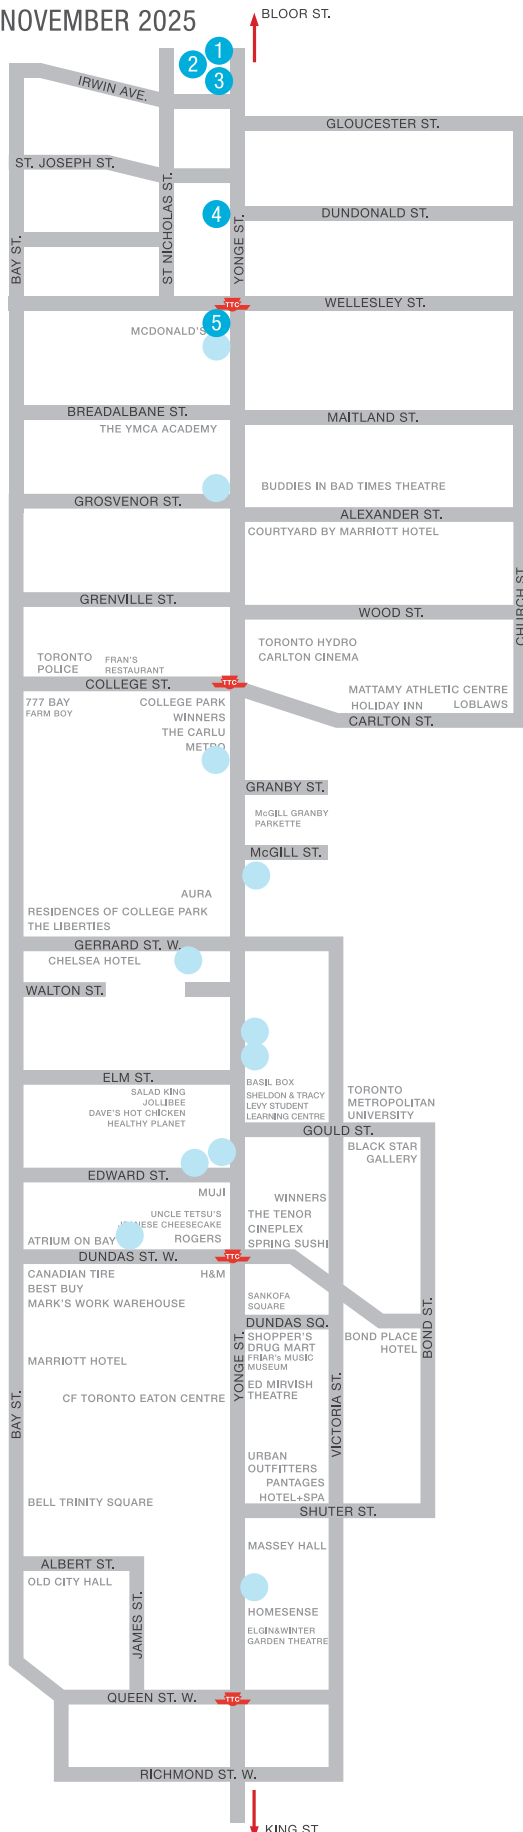 NOVEMBER 2025
BLOOR ST.
1
2
3
IRWIN AVE.
GLOUCESTER ST.
ST. JOSEPH ST.
ST NICHOLAS ST.
4
DUNDONALD ST.
YONGE ST.
BAY ST.
TTC
WELLESLEY ST.
5
MCDONALD'S
BREADALBANE ST.
MAITLAND ST.
THE YMCA ACADEMY
BUDDIES IN BAD TIMES THEATRE
GROSVENOR ST.
ALEXANDER ST.
COURTYARD BY MARRIOTT HOTEL
CHURCH ST.
GRENVILLE ST.
WOOD ST.
TORONTO HYDRO
CARLTON CINEMA
TORONTO
POLICE
FRAN'S
RESTAURANT
COLLEGE ST.
TTC
MATTAMY ATHLETIC CENTRE
HOLIDAY INN
LOBLAWS
CARLTON ST.
777 BAY
FARM BOY
COLLEGE PARK
WINNERS
THE CARLU
METRO
GRANBY ST.
McGILL GRANBY
PARKETTE
McGILL ST.
AURA
RESIDENCES OF COLLEGE PARK
THE LIBERTIES
GERRARD ST. W.
CHELSEA HOTEL
WALTON ST.
ELM ST.
SALAD KING
JOLLIBEE
DAVE'S HOT CHICKEN
HEALTHY PLANET
BASIL BOX
SHELDON & TRACY
LEVY STUDENT
LEARNING CENTRE
TORONTO
METROPOLITAN
UNIVERSITY
GOULD ST.
BLACK STAR
GALLERY
EDWARD ST.
MUJI
UNCLE TETSU'S
CHEESECAKE
ROGERS
ATRIUM ON BAY
WINNERS
THE TENOR
CINEPLEX
SPRING SUSHI
DUNDAS ST. W.
TTC
CANADIAN TIRE
BEST BUY
MARK'S WORK WAREHOUSE
H&M
SANKOFA
SQUARE
DUNDAS SQ.
SHOPPER'S
DRUG MART
FRIAR's MUSIC
MUSEUM
ED MIRVISH
THEATRE
BOND PLACE
HOTEL
BOND ST.
MARRIOTT HOTEL
CF TORONTO EATON CENTRE
YONGE ST.
VICTORIA ST.
BAY ST.
URBAN
OUTFITTERS
PANTAGES
HOTEL+SPA
BELL TRINITY SQUARE
SHUTER ST.
MASSEY HALL
ALBERT ST.
OLD CITY HALL
JAMES ST.
HOMESENSE
ELGIN&WINTER
GARDEN THEATRE
QUEEN ST. W.
TTC
RICHMOND ST. W.
KING ST.